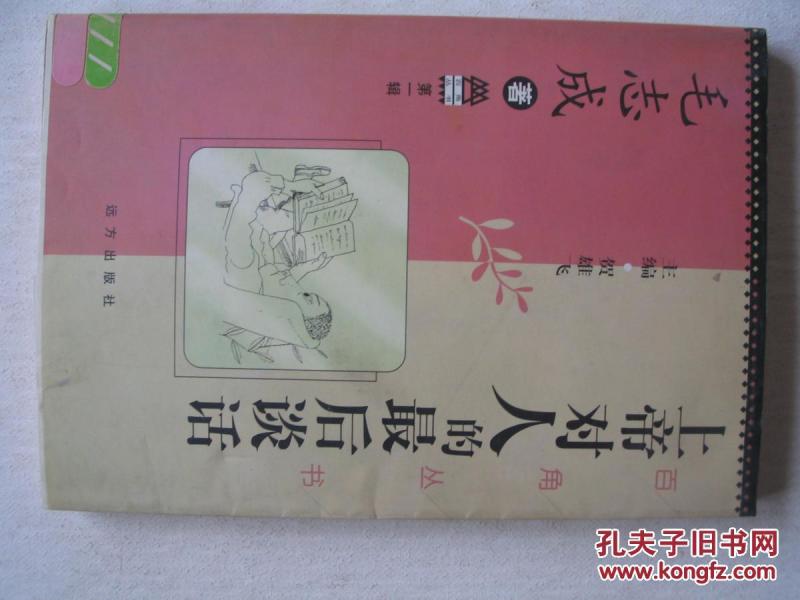 百角丛书
上帝对人的最后谈话
主编·贺雄飞
毛志成
著
第一辑
远方出版社
孔夫子旧书网
www.kongfz.com